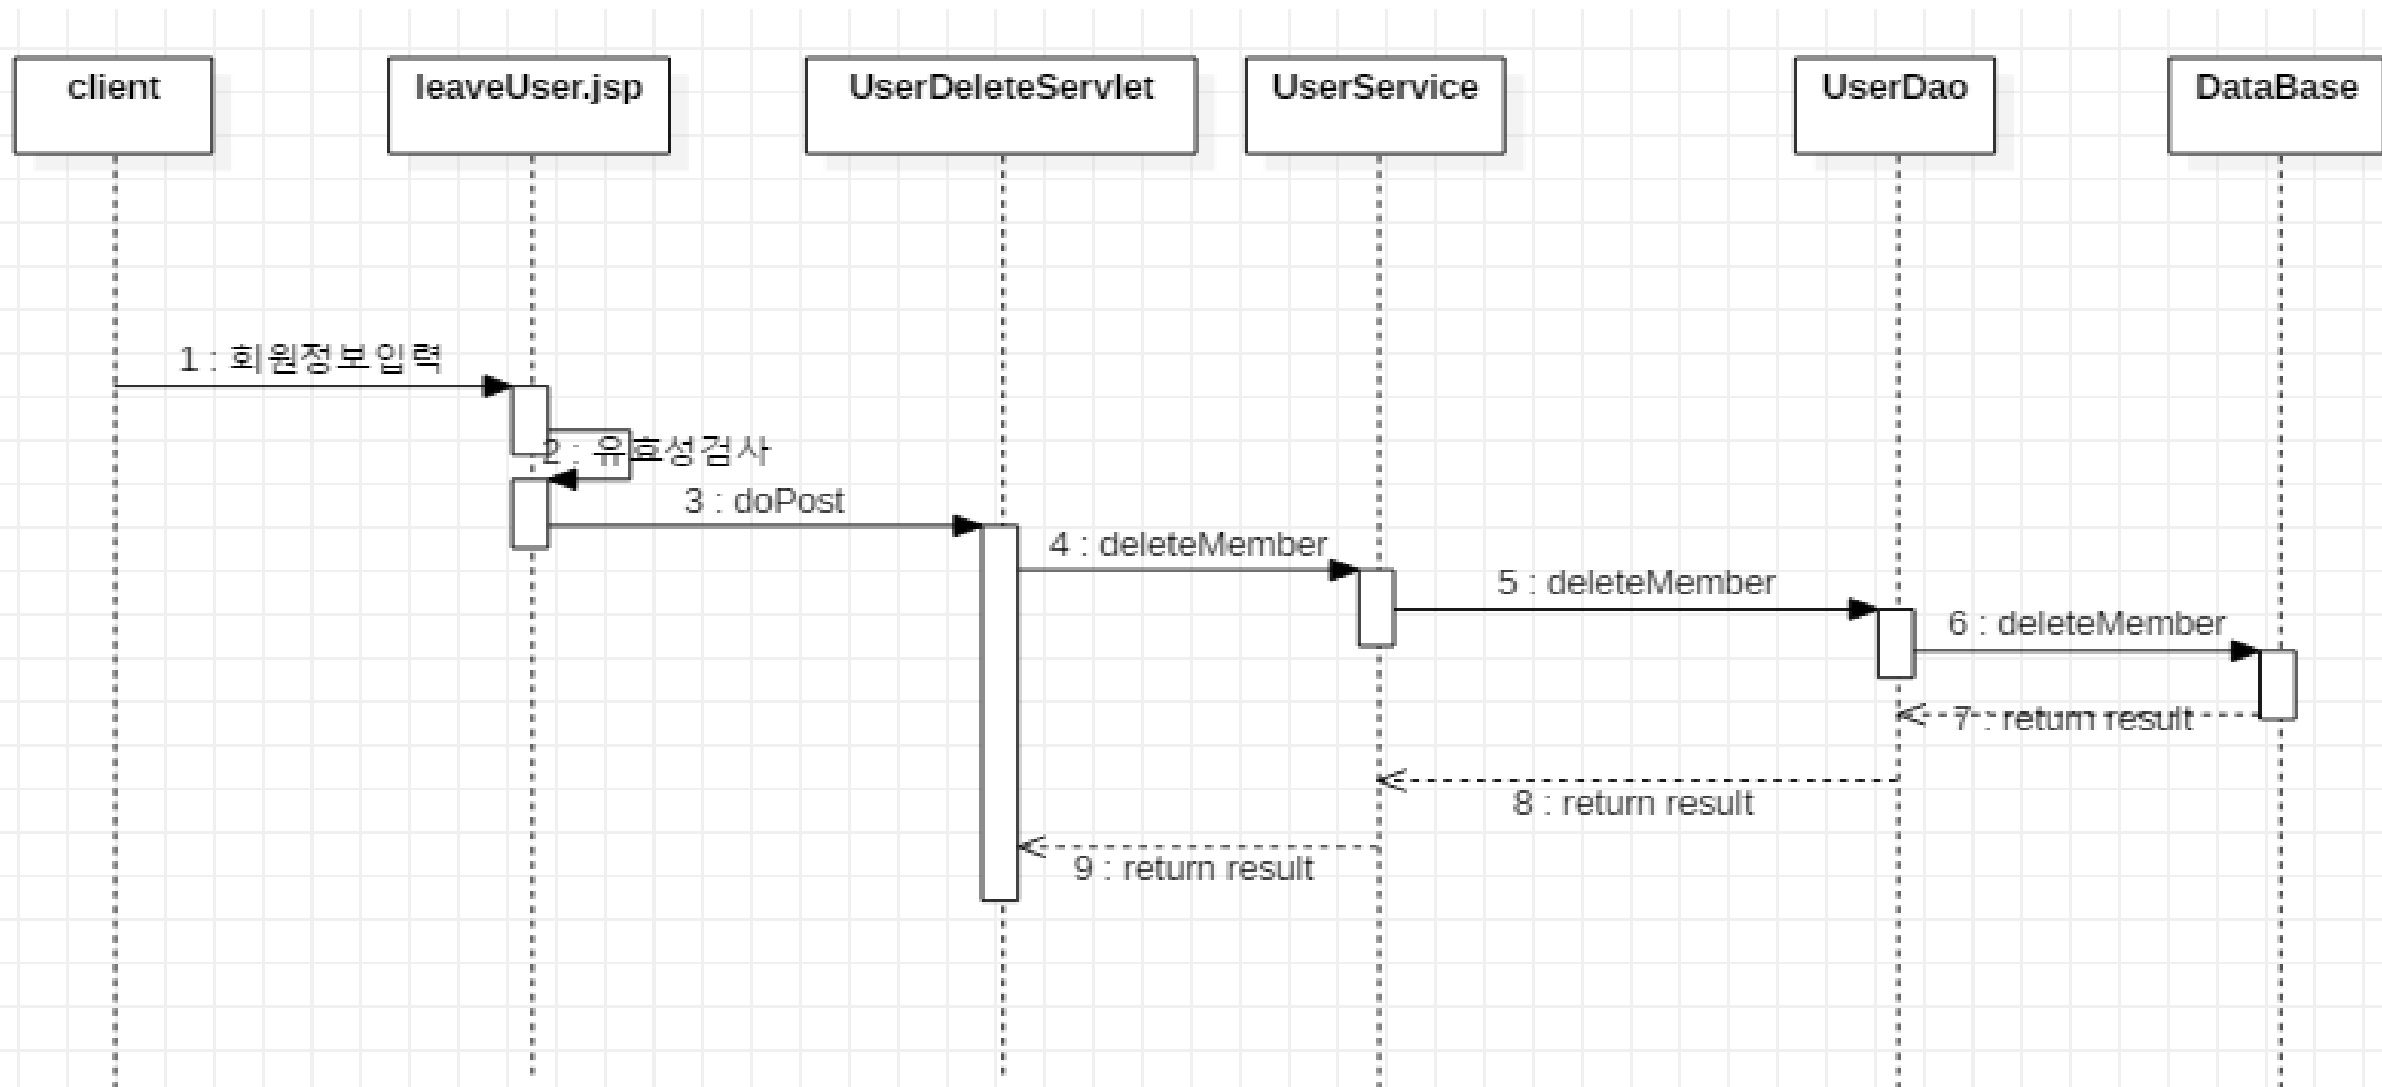 client
leaveUser.jsp
UserDeleteServlet
UserService
UserDao
DataBase
1 : 회원정보입력
2 : 유효성검사
3 : doPost
4 : deleteMember
5 : deleteMember
6 : deleteMember
7 : return result
8 : return result
9 : return result